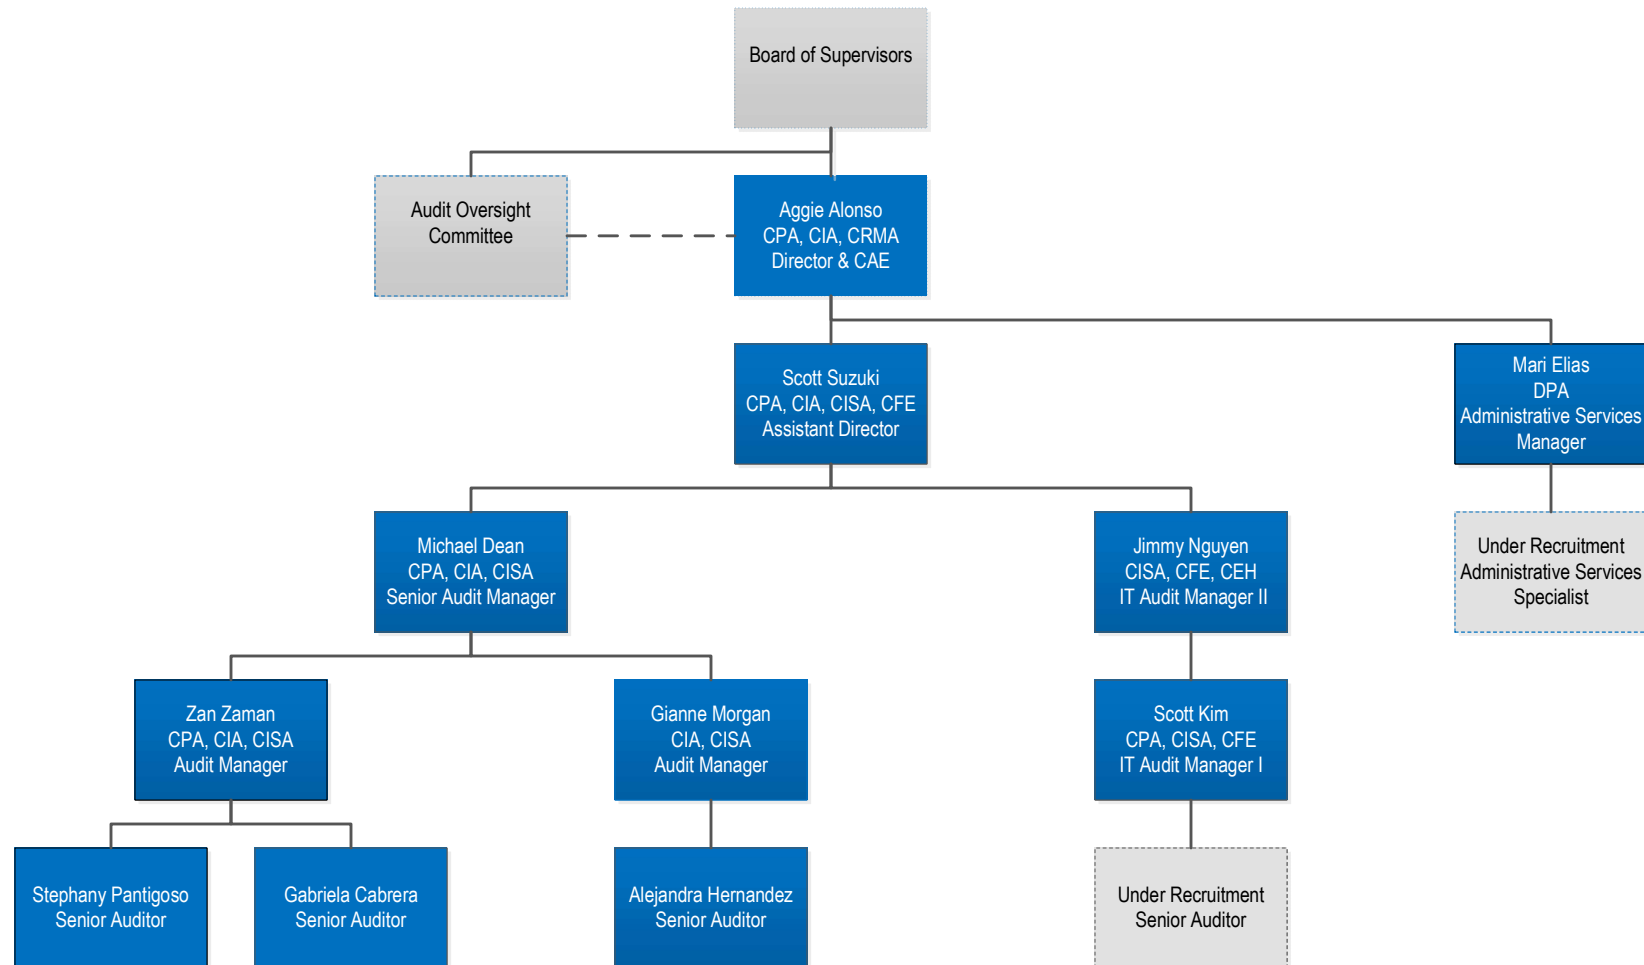 Board of Supervisors
Audit Oversight
Committee
Aggie Alonso
CPA, CIA, CRMA
Director & CAE
Scott Suzuki
CPA, CIA, CISA, CFE
Assistant Director
Mari Elias
DPA
Administrative Services
Manager
Michael Dean
CPA, CIA, CISA
Senior Audit Manager
Jimmy Nguyen
CISA, CFE, CEH
IT Audit Manager II
Under Recruitment
Administrative Services
Specialist
Zan Zaman
CPA, CIA, CISA
Audit Manager
Gianne Morgan
CIA, CISA
Audit Manager
Scott Kim
CPA, CISA, CFE
IT Audit Manager I
Stephany Pantigoso
Senior Auditor
Gabriela Cabrera
Senior Auditor
Alejandra Hernandez
Senior Auditor
Under Recruitment
Senior Auditor